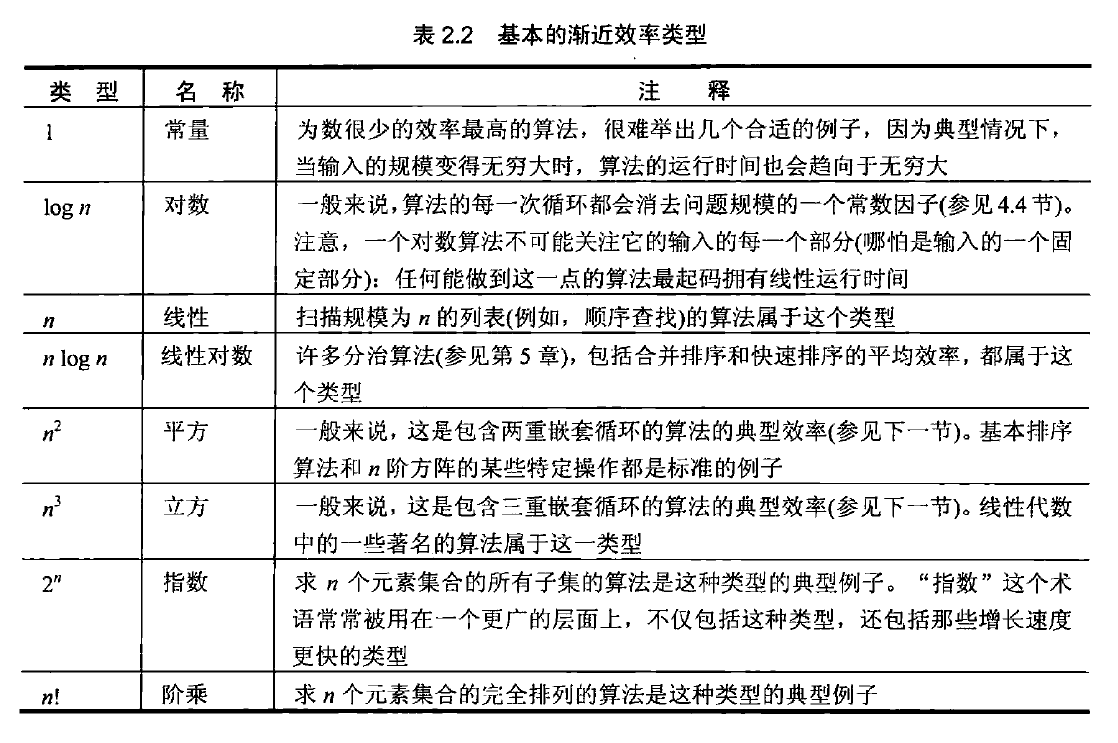 表 2.2 基本的渐近效率类型
类 型 名 称 注 释
1 常量 为数很少的效率最高的算法，很难举出几个合适的例子，因为典型情况下，
当输入的规模变得无穷大时，算法的运行时间也会趋向于无穷大
log n 对数 一般来说，算法的每一次循环都会消去问题规模的一个常数因子(参见 4.4 节)。
注意，一个对数算法不可能关注它的输入的每一个部分(哪怕是输入的一个固
定部分)：任何能做到这一点的算法最起码拥有线性运行时间
n 线性 扫描规模为 n 的列表(例如，顺序查找)的算法属于这个类型
n log n 线性对数 许多分治算法(参见第 5 章)，包括合并排序和快速排序的平均效率，都属于这
个类型
n² 平方 一般来说，这是包含两重嵌套循环的算法的典型效率(参见下一节)。基本排序
算法和 n 阶方阵的某些特定操作都是标准的例子
n³ 立方 一般来说，这是包含三重嵌套循环的算法的典型效率(参见下一节)。线性代数
中的一些著名的算法属于这一类型
2ⁿ 指数 求 n 个元素集合的所有子集的算法是这种类型的典型例子。“指数”这个术
语常常被用在一个更广的层面上，不仅包括这种类型，还包括那些增长速度
更快的类型
n! 阶乘 求 n 个元素集合的完全排列的算法是这种类型的典型例子